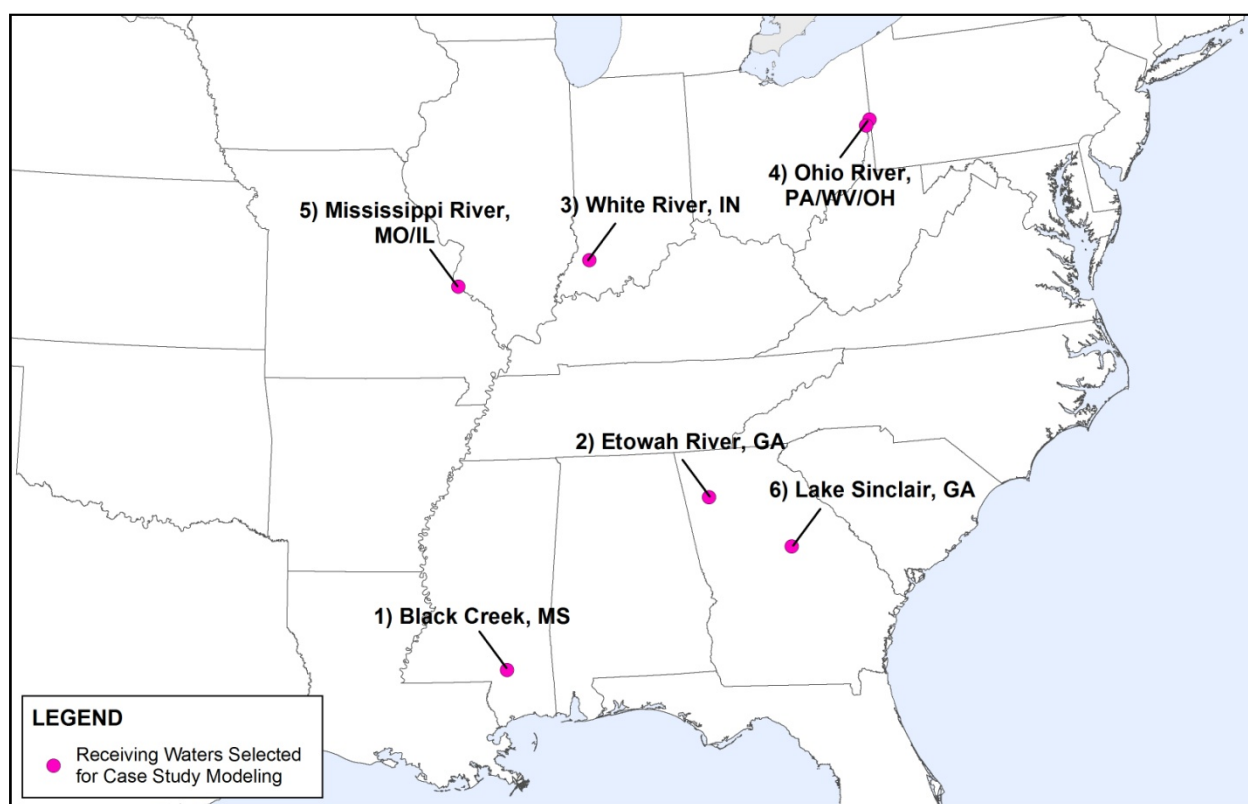 4) Ohio River,
PA/WV/OH
3) White River, IN
5) Mississippi River,
MO/IL
2) Etowah River, GA
6) Lake Sinclair, GA
1) Black Creek, MS
LEGEND
Receiving Waters Selected
for Case Study Modeling